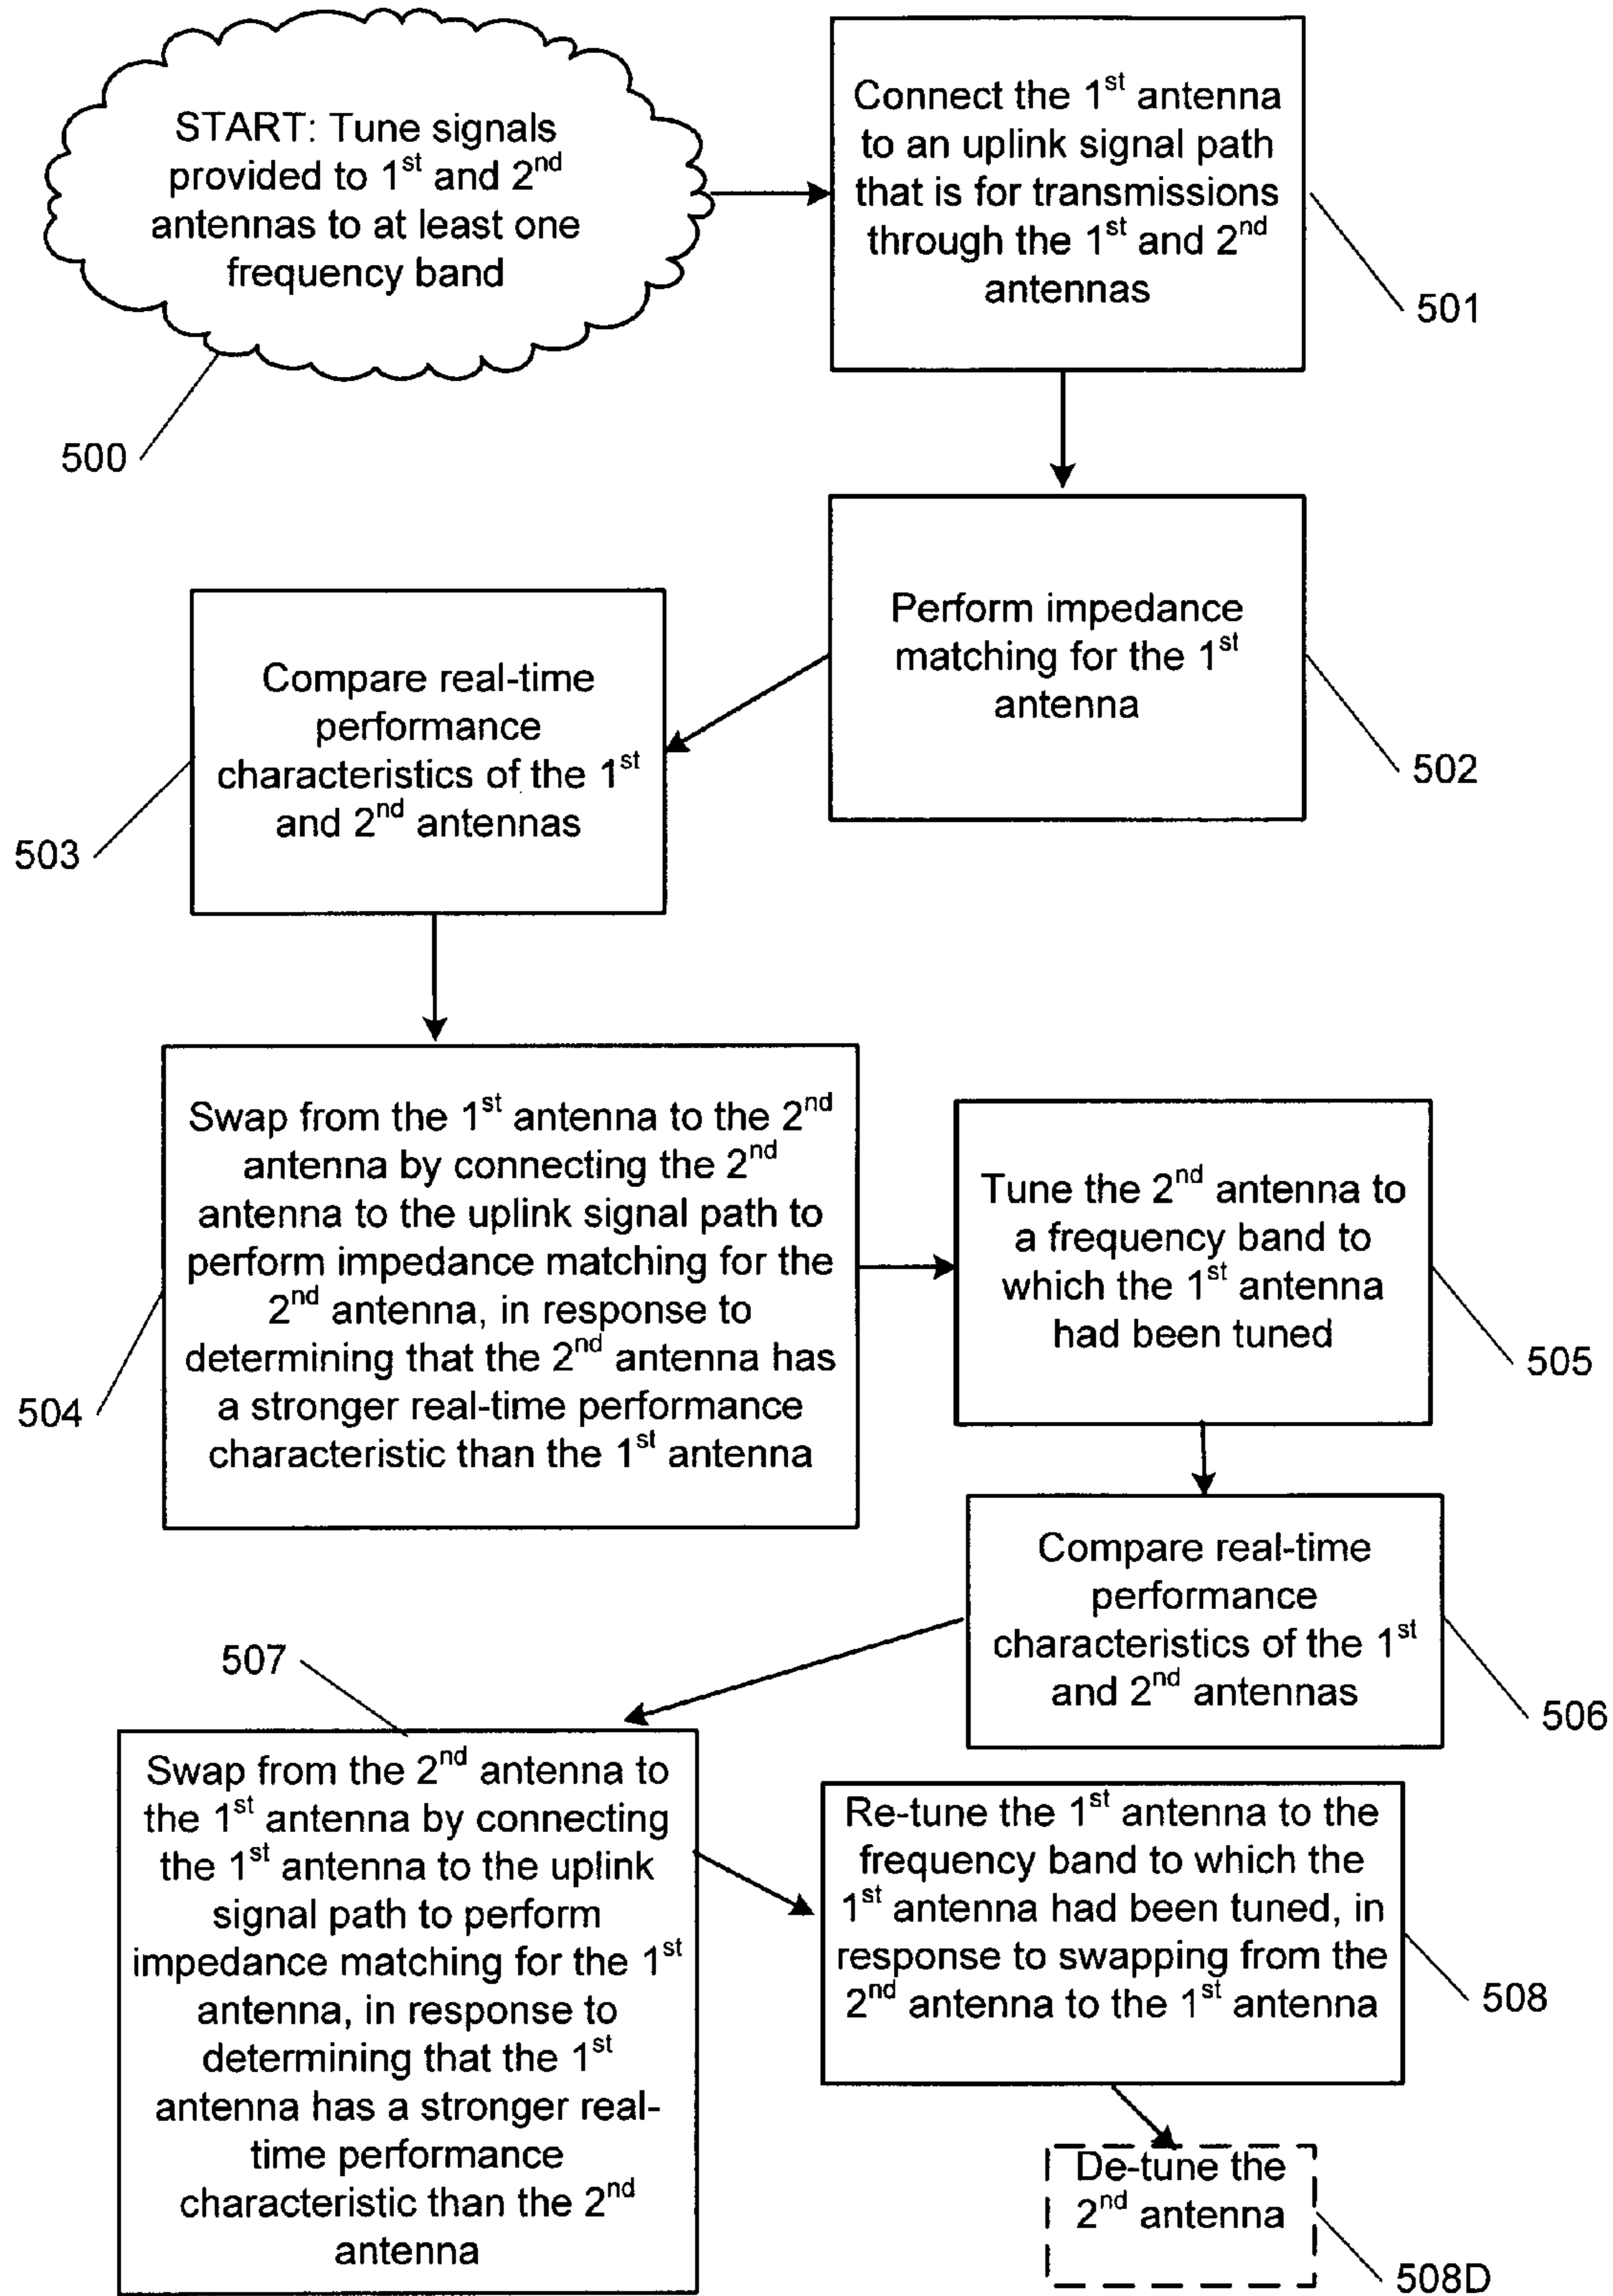 START: Tune signals
provided to 1st and 2nd
antennas to at least one
frequency band
500
Connect the 1st antenna
to an uplink signal path
that is for transmissions
through the 1st and 2nd
antennas
501
Perform impedance
matching for the 1st
antenna
502
Compare real-time
performance
characteristics of the 1st
and 2nd antennas
503
Swap from the 1st antenna to the 2nd
antenna by connecting the 2nd
antenna to the uplink signal path to
perform impedance matching for the
2nd antenna, in response to
determining that the 2nd antenna has
a stronger real-time performance
characteristic than the 1st antenna
504
Tune the 2nd antenna to
a frequency band to
which the 1st antenna
had been tuned
505
Compare real-time
performance
characteristics of the 1st
and 2nd antennas
506
507
Swap from the 2nd antenna to
the 1st antenna by connecting
the 1st antenna to the uplink
signal path to perform
impedance matching for the 1st
antenna, in response to
determining that the 1st
antenna has a stronger real-
time performance
characteristic than the 2nd
antenna
Re-tune the 1st antenna to the
frequency band to which the
1st antenna had been tuned, in
response to swapping from the
2nd antenna to the 1st antenna
508
De-tune the
2nd antenna
508D